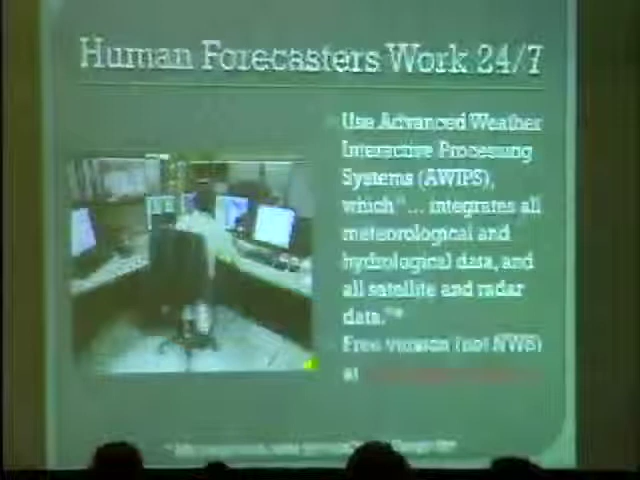 Human Forecasters Work 24/7
Use Advanced Weather
Interactive Processing
Systems (AWIPS),
which "... integrates all
meteorological and
hydrological data, and
all satellite and radar
data."*
Free version (not NWS)
at